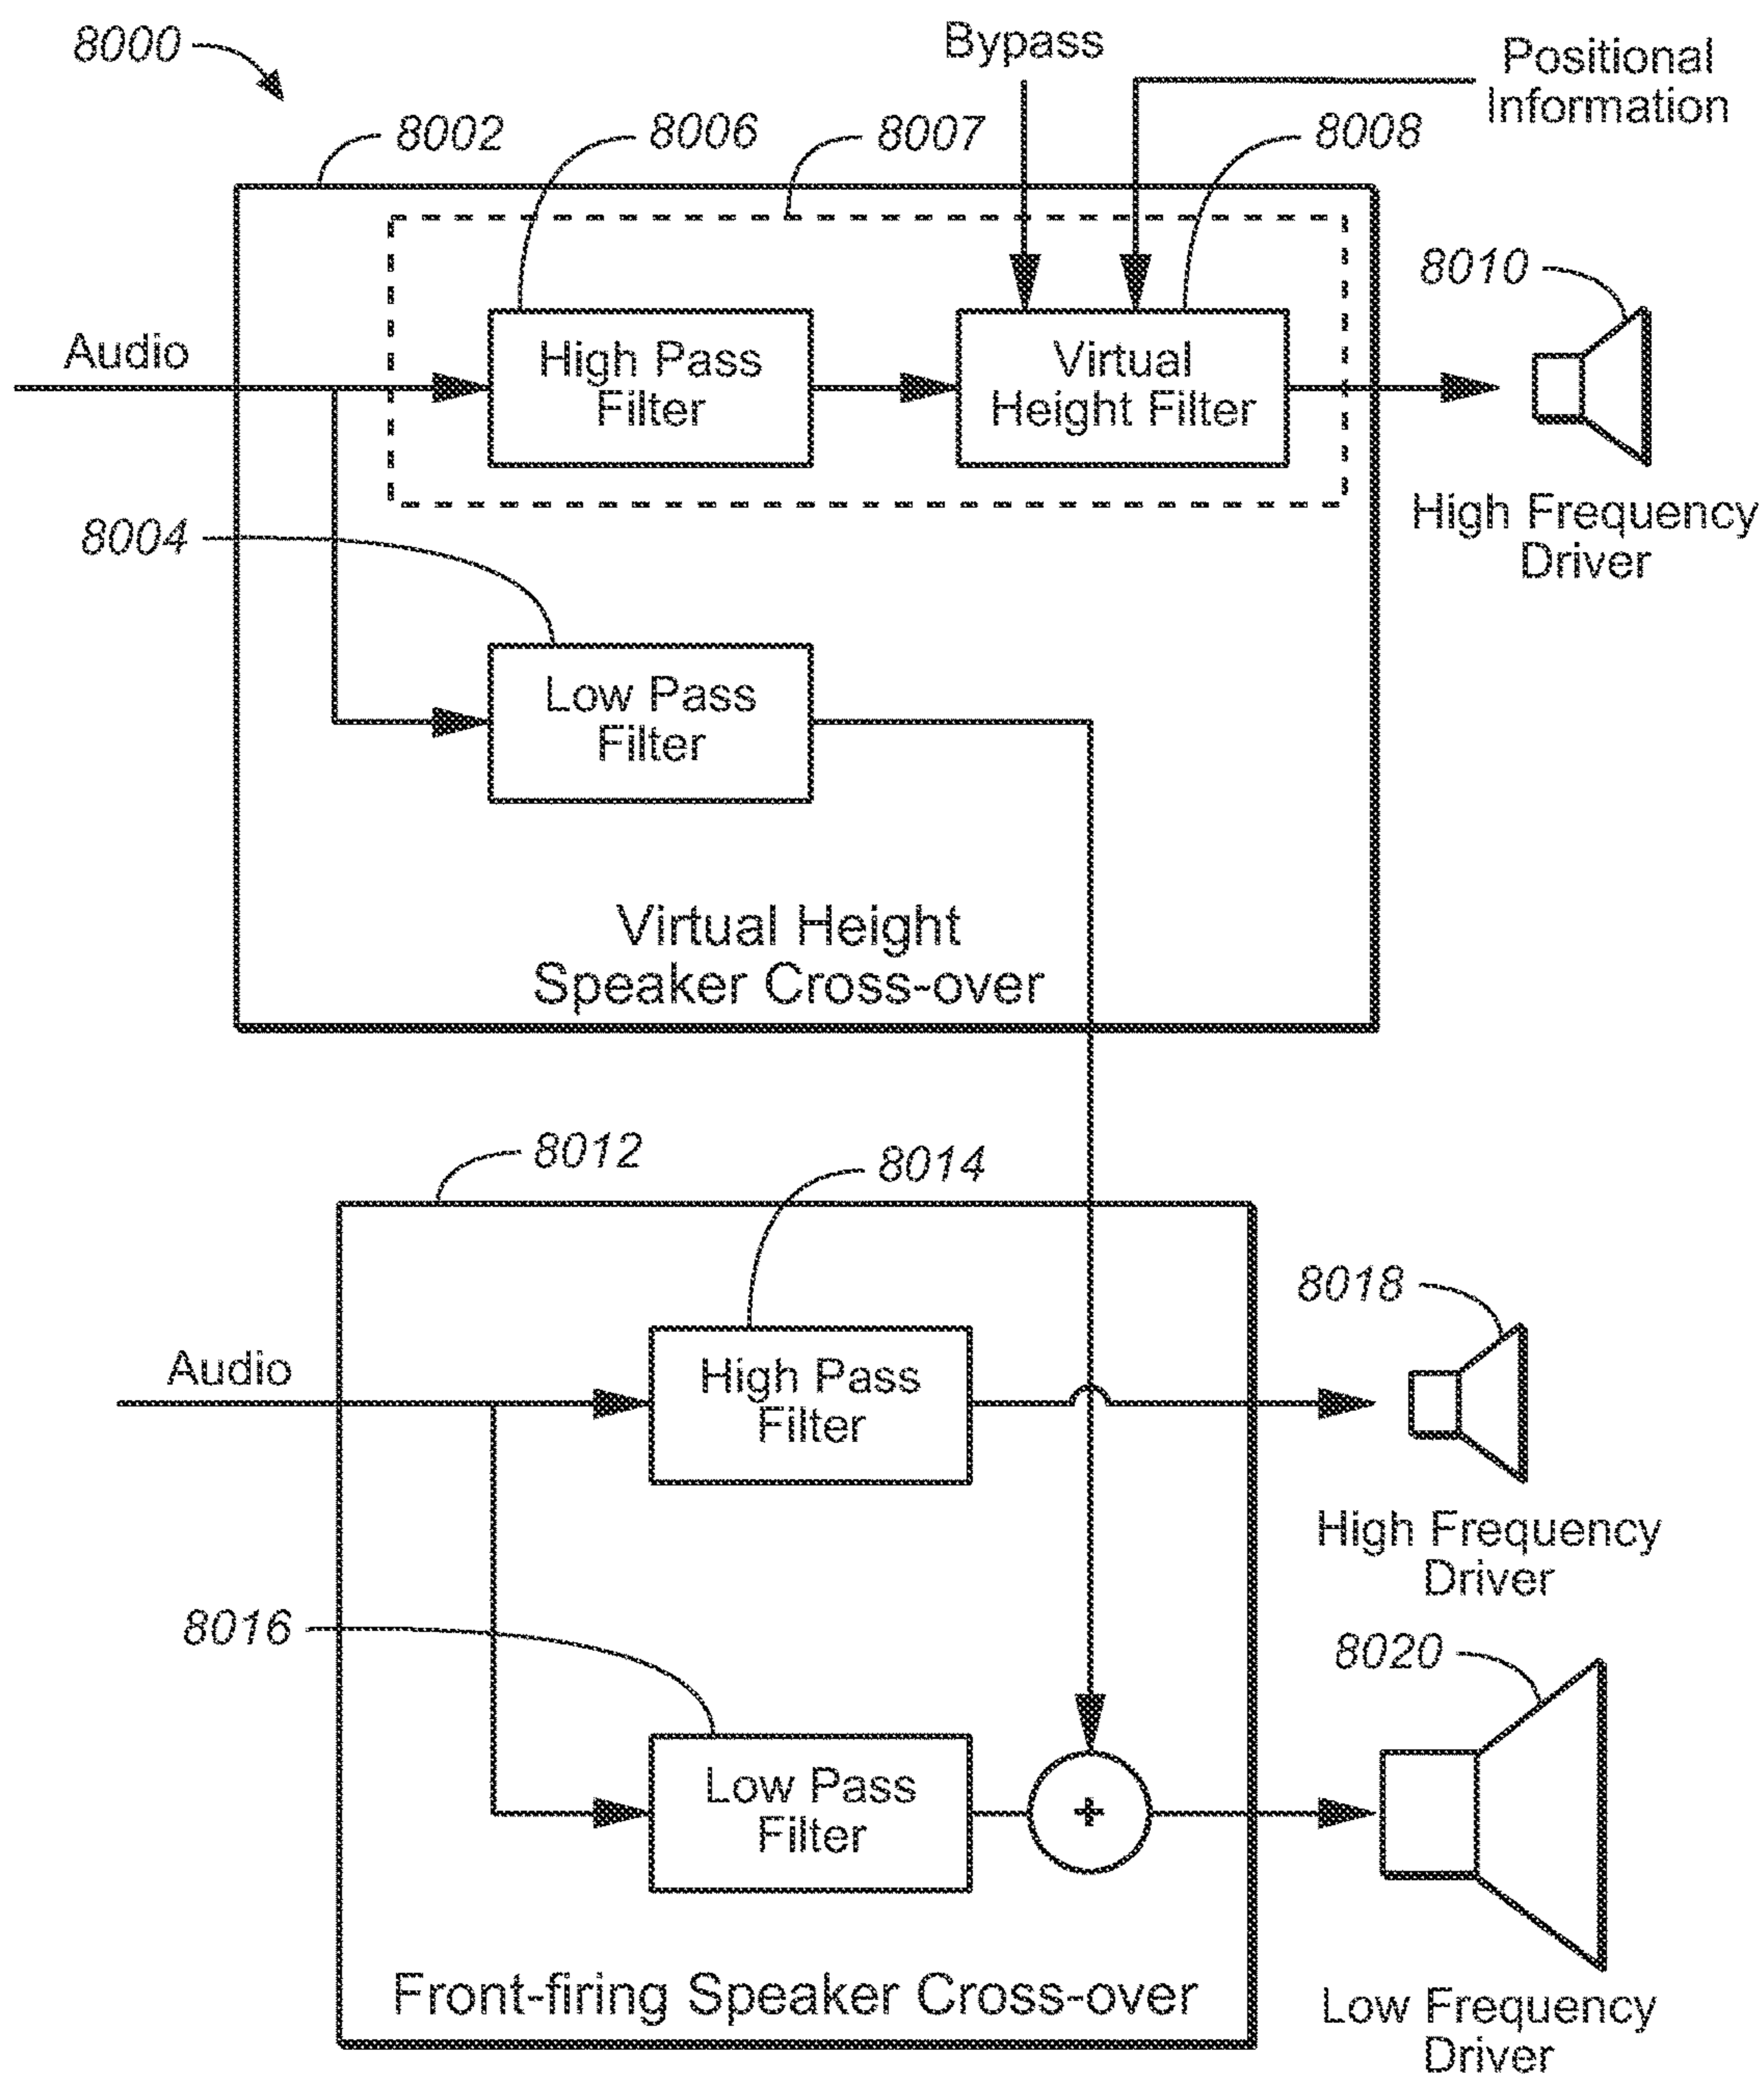 8000
Bypass
Positional
Information
8002
8006
8007
8008
8010
Audio
High Pass
Filter
Virtual
Height Filter
High Frequency
Driver
8004
Low Pass
Filter
Virtual Height
Speaker Cross-over
8012
8014
8018
Audio
High Pass
Filter
High Frequency
Driver
8016
8020
Low Pass
Filter
+
Front-firing Speaker Cross-over
Low Frequency
Driver